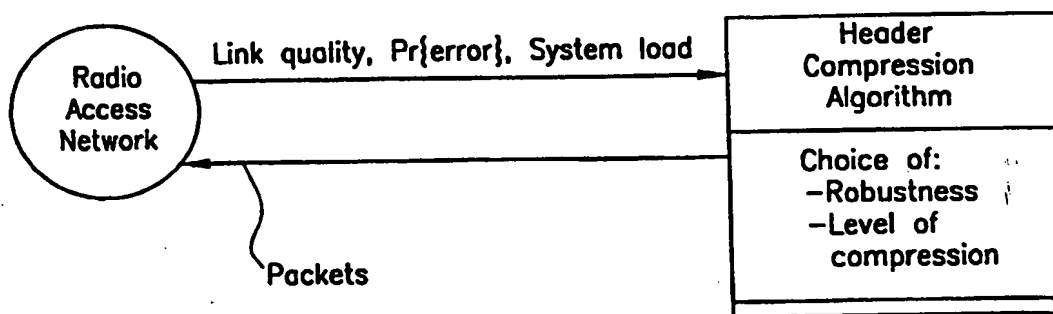 Radio
Access
Network
Link quality, Pr{error}, System load
Packets
Header
Compression
Algorithm
Choice of:
-Robustness
-Level of
compression